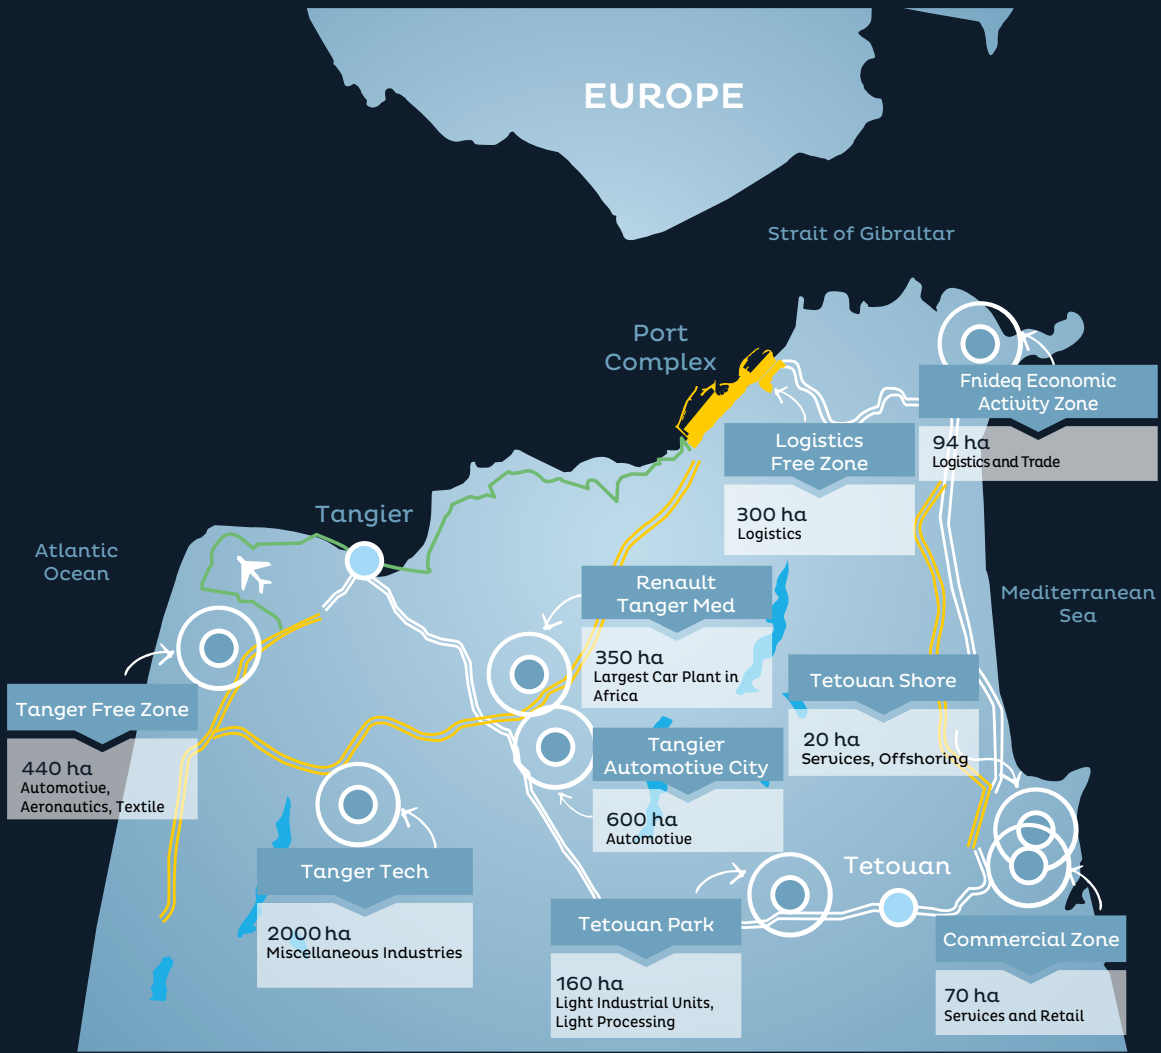 EUROPE
Strait of Gibraltar
Port
Complex
Fnideq Economic
Activity Zone
94 ha
Logistics and Trade
Logistics
Free Zone
300 ha
Logistics
Tangier
Atlantic
Ocean
Renault
Tanger Med
350 ha
Largest Car Plant in
Africa
Mediterranean
Sea
Tetouan Shore
20 ha
Services, Offshoring
Tanger Free Zone
440 ha
Automotive,
Aeronautics, Textile
Tangier
Automotive City
600 ha
Automotive
Tanger Tech
2000 ha
Miscellaneous Industries
Tetouan
Tetouan Park
160 ha
Light Industrial Units,
Light Processing
Commercial Zone
70 ha
Services and Retail